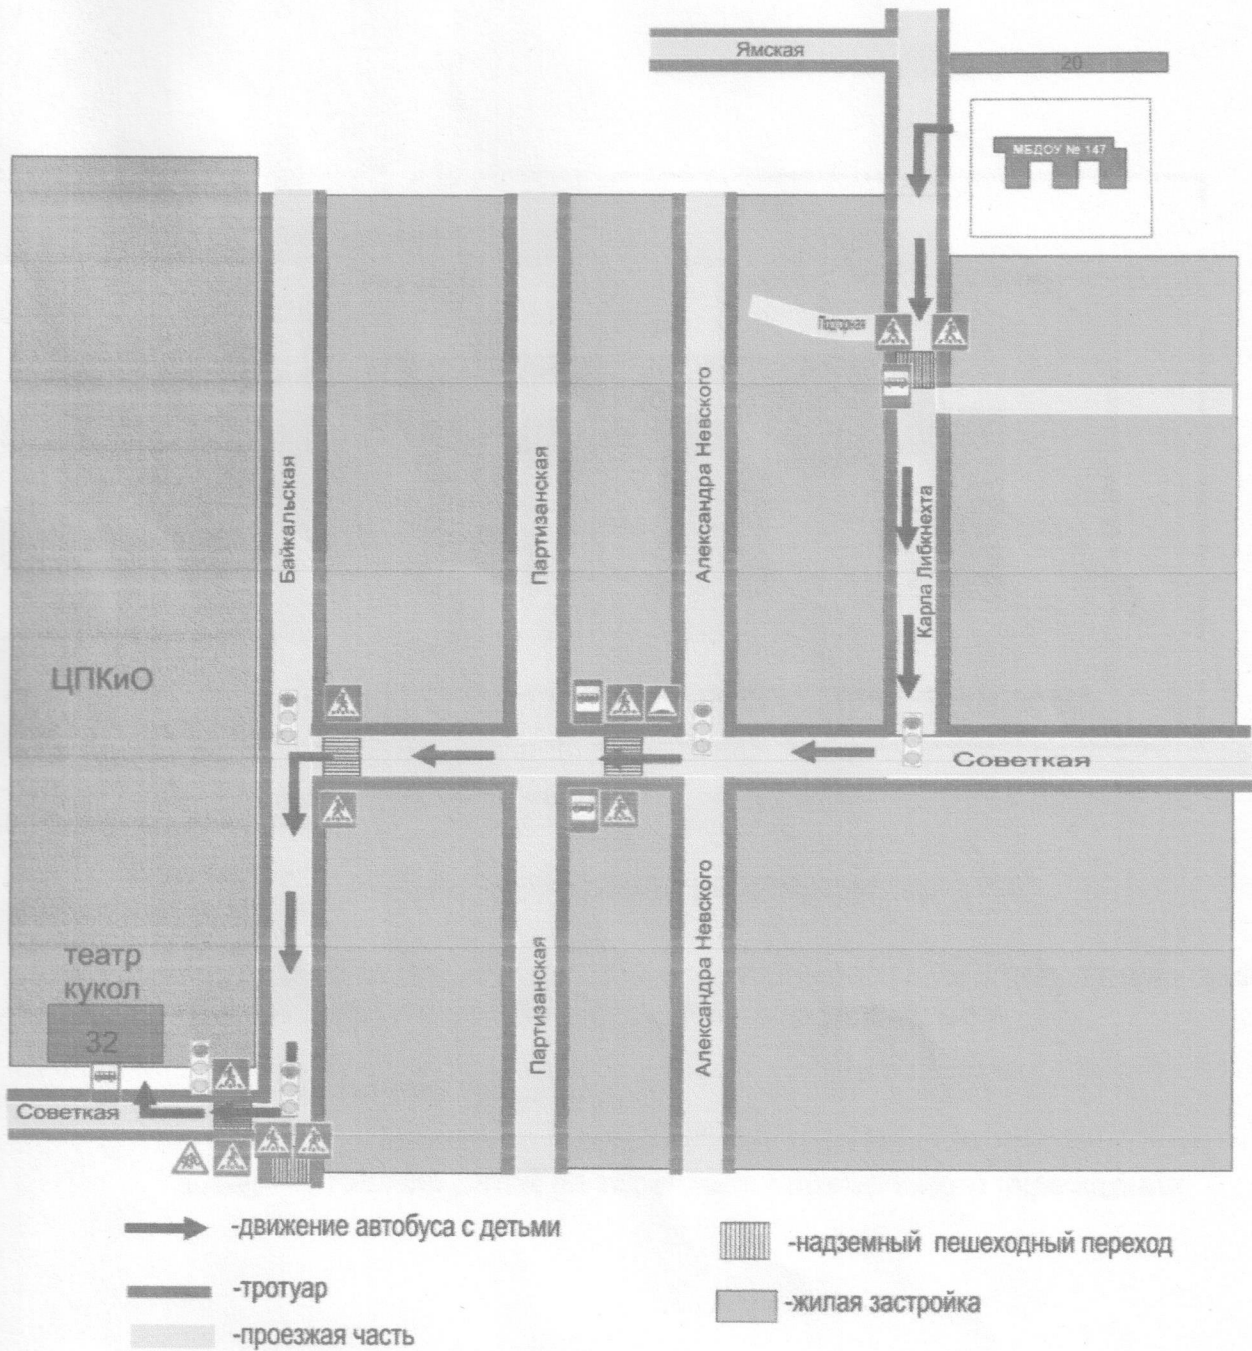 Ямская
20
МБДОУ № 147
Подгорная
Байкальская
Партизанская
Александра Невского
Карла Либкнехта
ЦПКиО
Советкая
театр
кукол
32
Партизанская
Александра Невского
Советкая
-движение автобуса с детьми
-надземный пешеходный переход
-тротуар
-жилая застройка
-проезжая часть